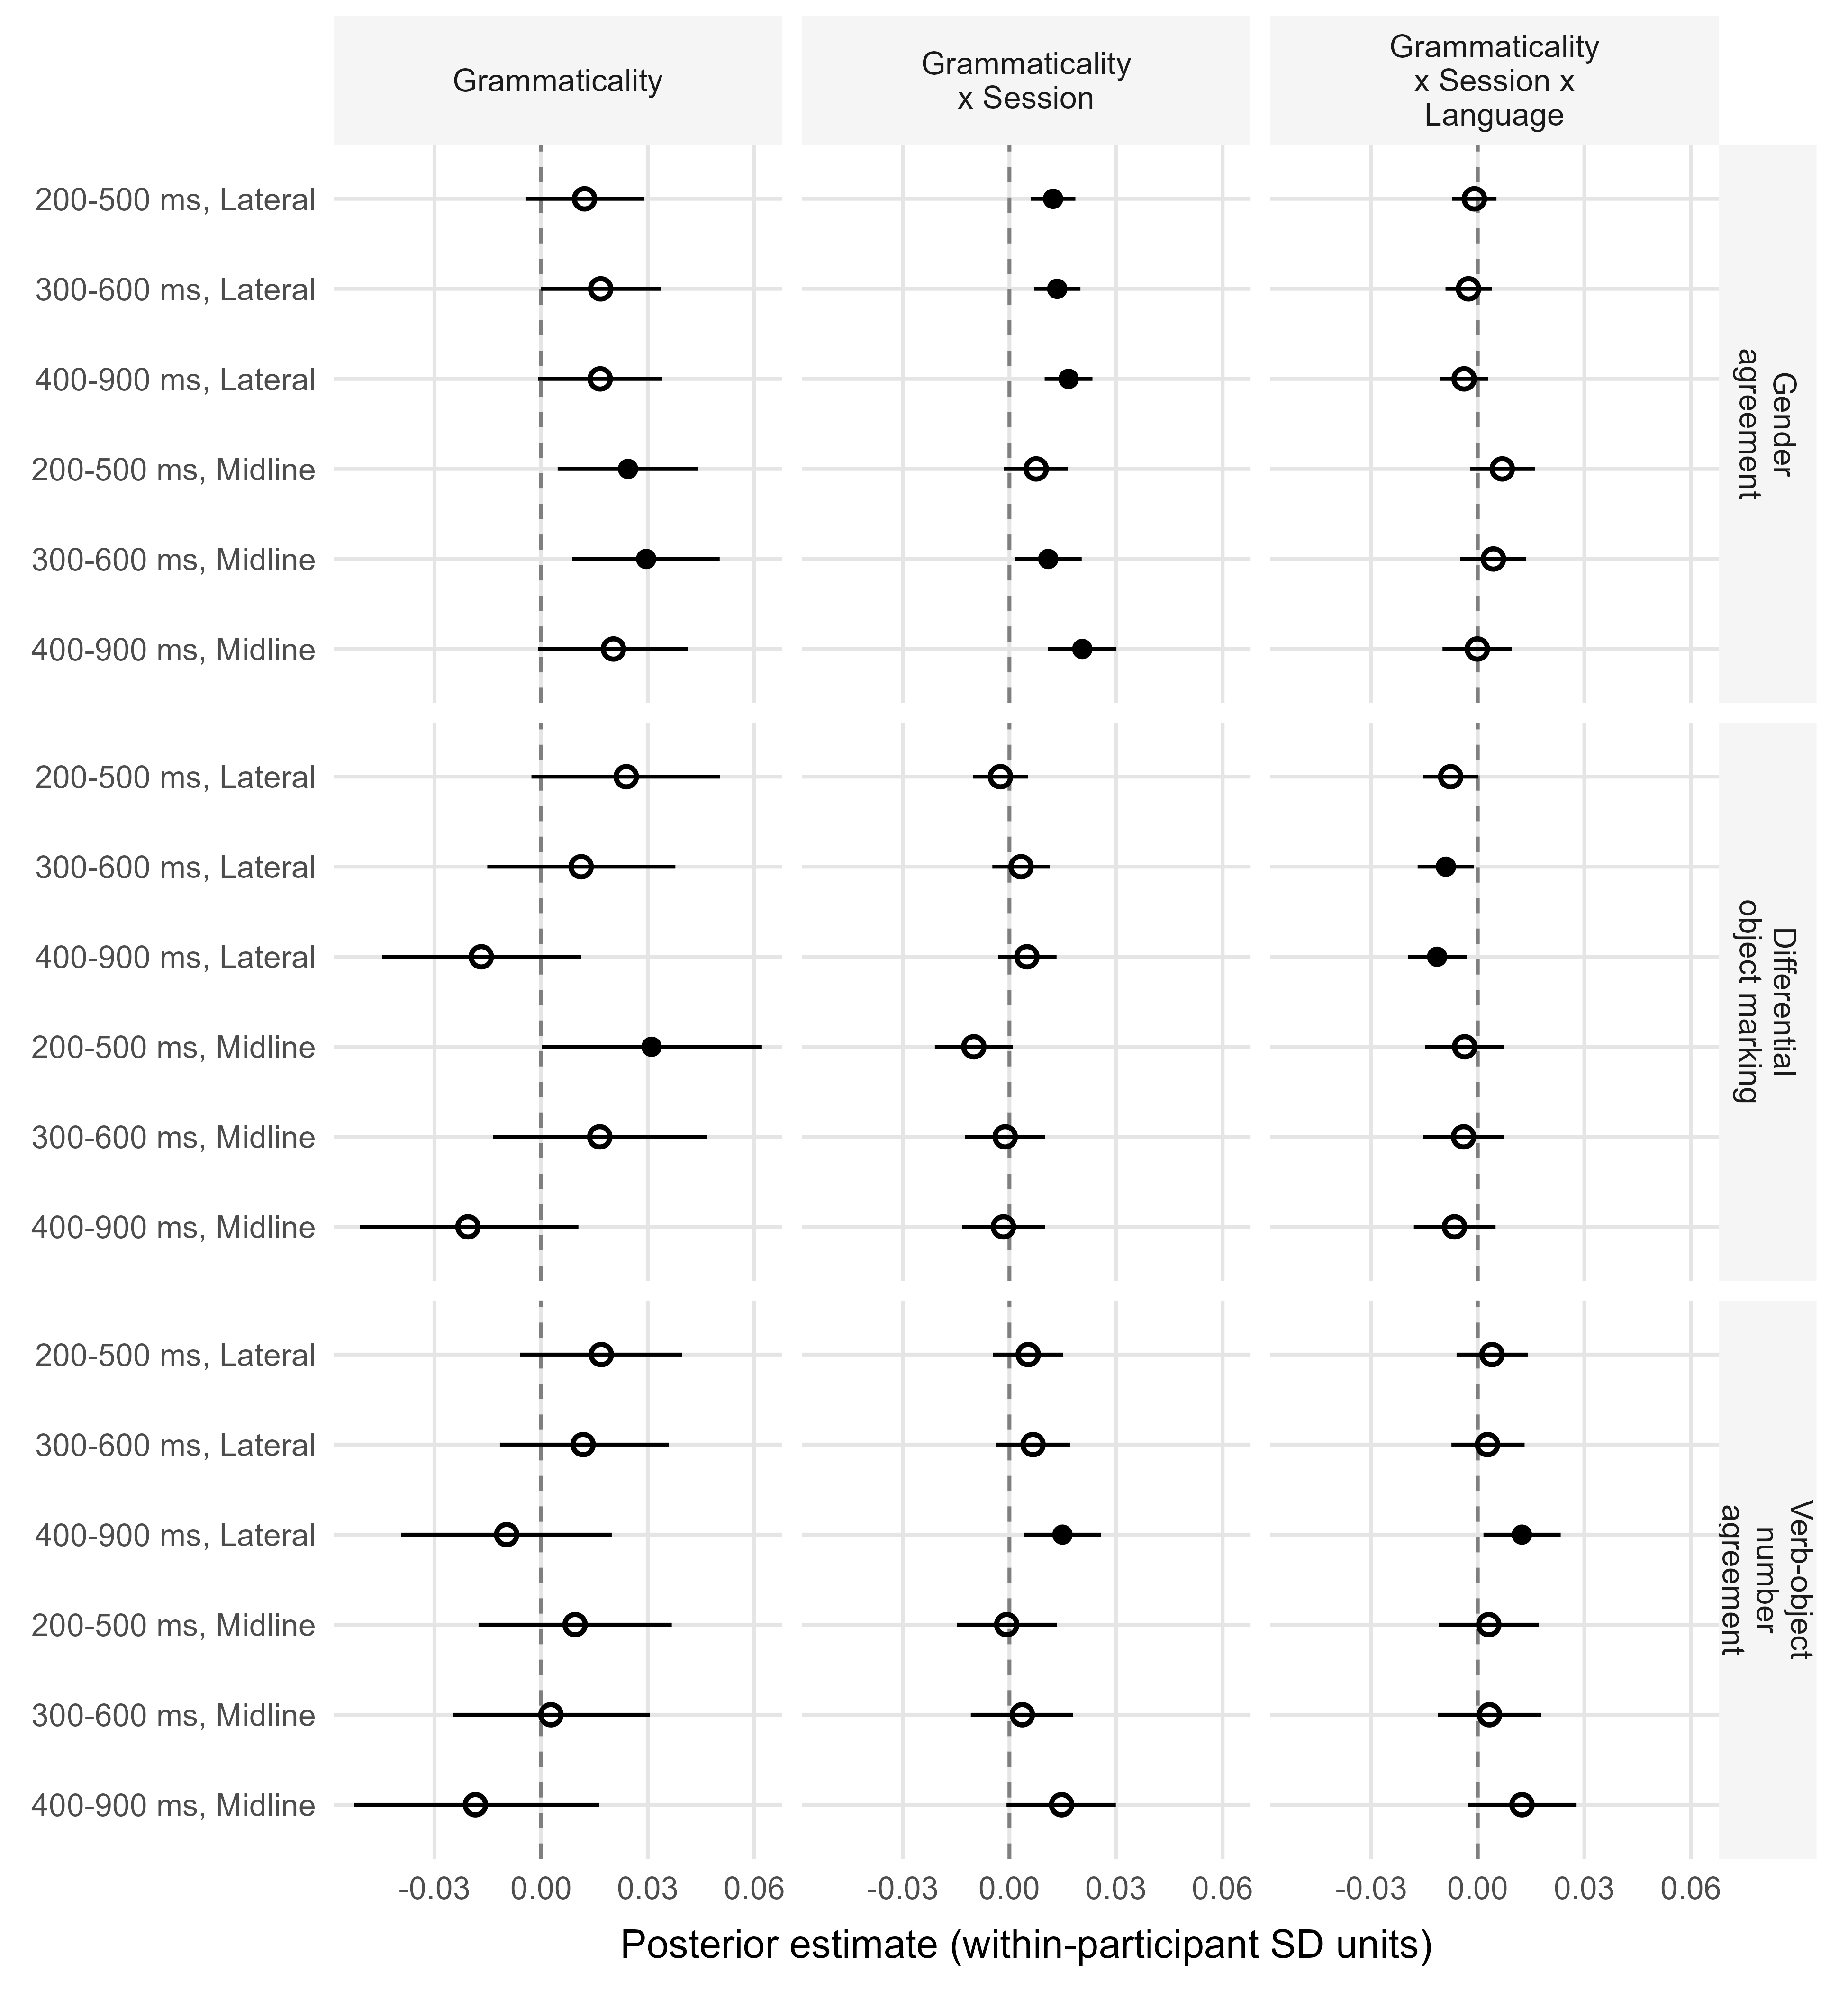 Grammaticality
Grammaticality
x Session
Grammaticality
x Session x
Language
200-500 ms, Lateral
300-600 ms, Lateral
400-900 ms, Lateral
200-500 ms, Midline
300-600 ms, Midline
400-900 ms, Midline
Gender
agreement
200-500 ms, Lateral
300-600 ms, Lateral
400-900 ms, Lateral
200-500 ms, Midline
300-600 ms, Midline
400-900 ms, Midline
Differential
object marking
200-500 ms, Lateral
300-600 ms, Lateral
400-900 ms, Lateral
200-500 ms, Midline
300-600 ms, Midline
400-900 ms, Midline
Verb-object
number
agreement
-0.03 0.00 0.03 0.06 -0.03 0.00 0.03 0.06 -0.03 0.00 0.03 0.06
Posterior estimate (within-participant SD units)